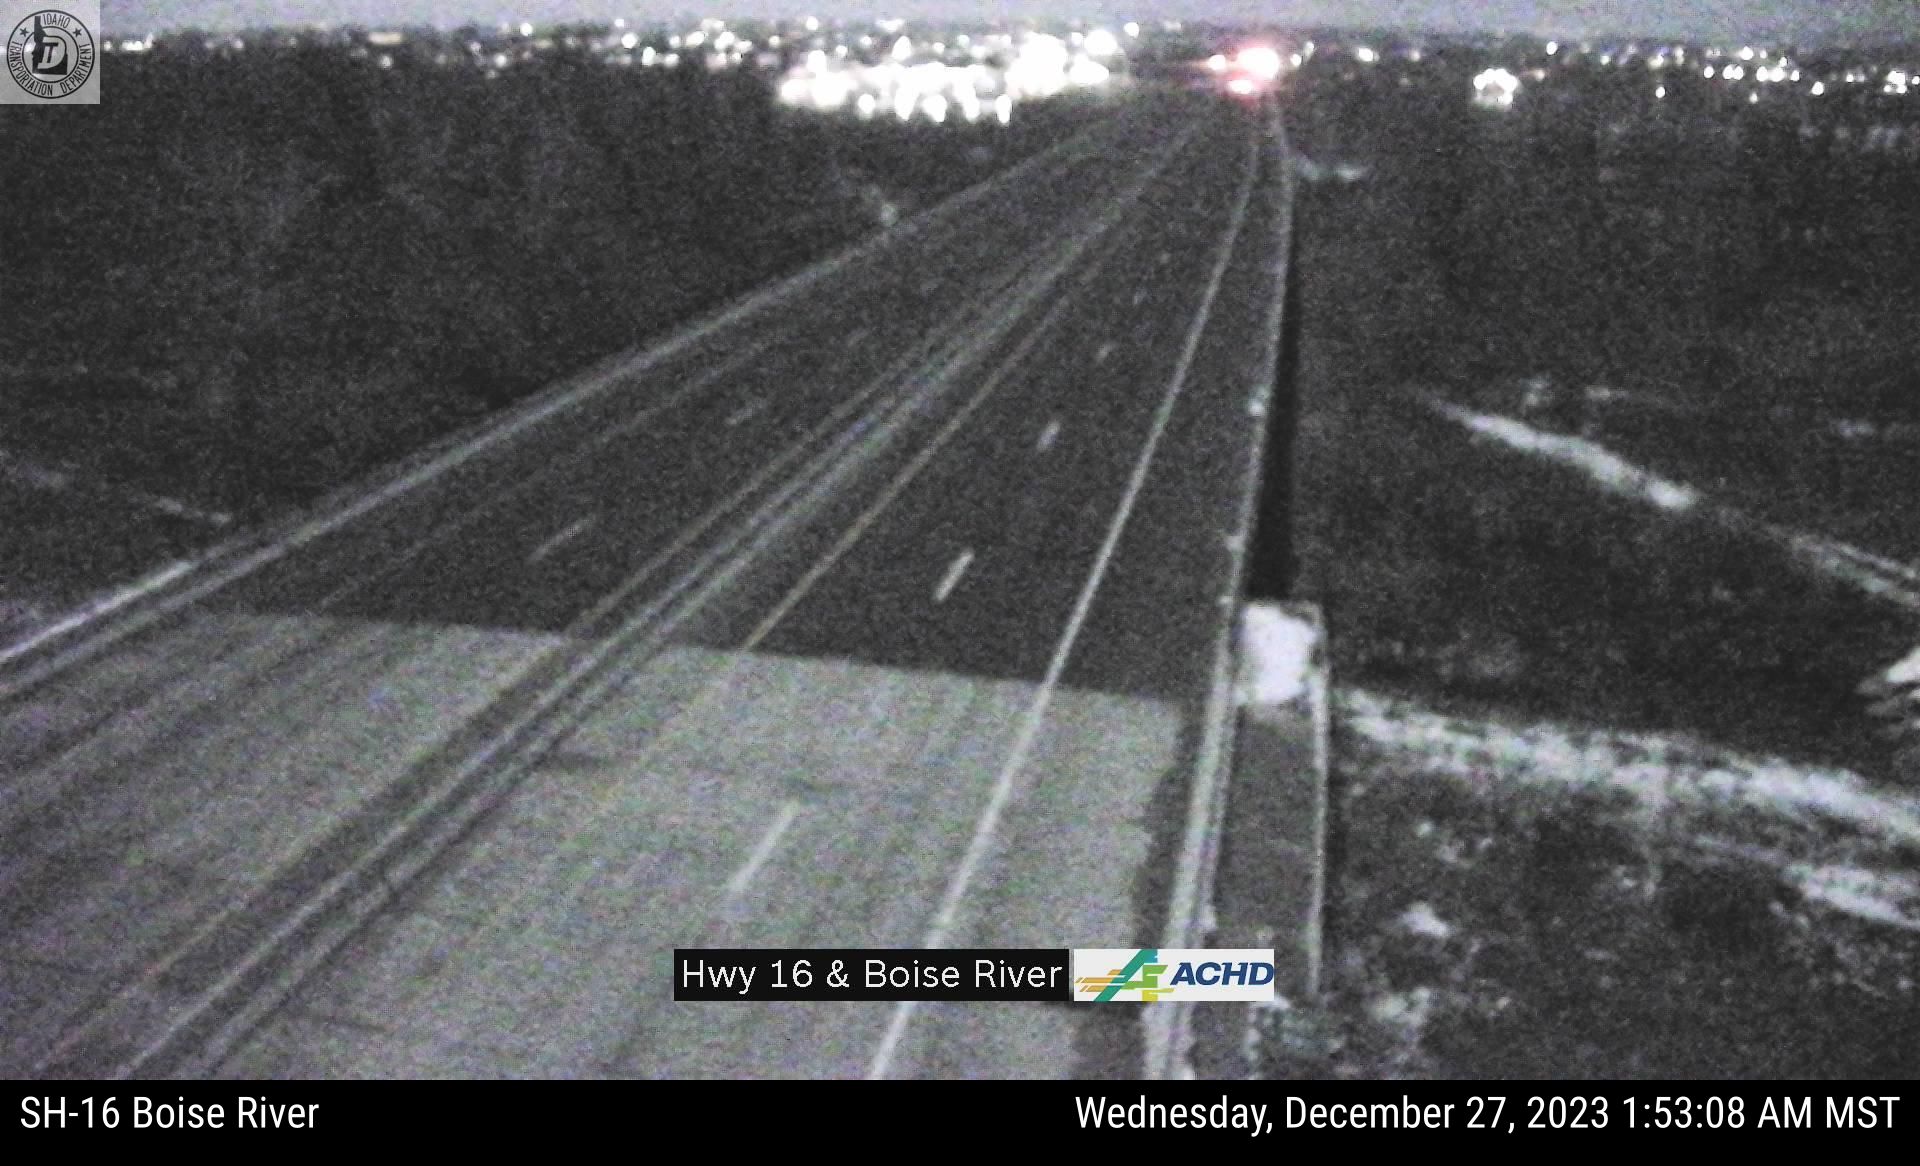 IDAHO
TRANSPORTATION DEPARTMENT
Hwy 16 & Boise River
ACHD
SH-16 Boise River
Wednesday, December 27, 2023 1:53:08 AM MST